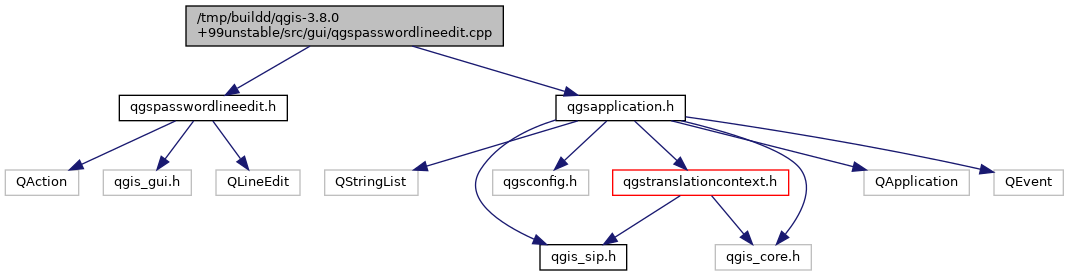 /tmp/buildd/qgis-3.8.0
+99unstable/src/gui/qgspasswordlineedit.cpp
qgspasswordlineedit.h
qgsapplication.h
QAction
qgis_gui.h
QLineEdit
QStringList
qgsconfig.h
qgstranslationcontext.h
QApplication
QEvent
qgis_sip.h
qgis_core.h